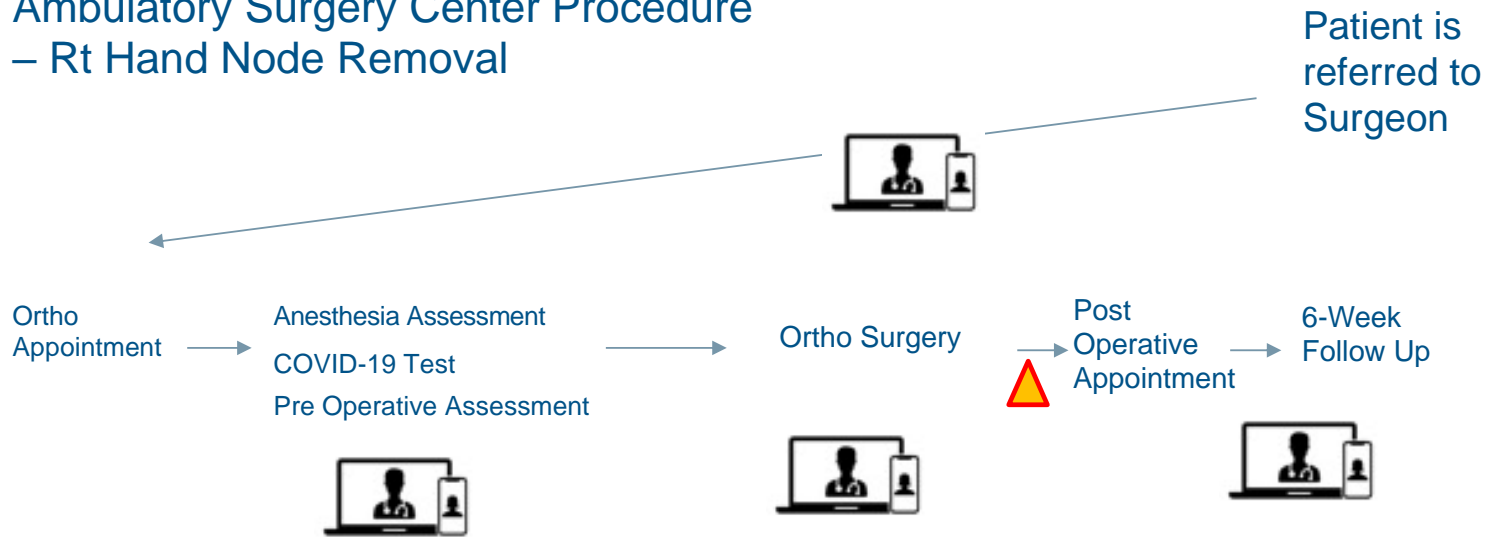 Ambulatory Surgery Center Procedure
– Rt Hand Node Removal
Patient is
referred to
Surgeon
Ortho
Appointment
Anesthesia Assessment
COVID-19 Test
Pre Operative Assessment
Ortho Surgery
Post
Operative
Appointment
6-Week
Follow Up